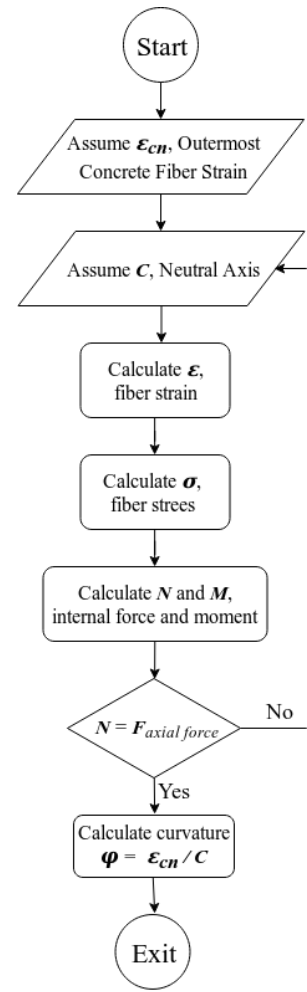 Start
Assume εcn, Outermost
Concrete Fiber Strain
Assume C, Neutral Axis
Calculate ε,
fiber strain
Calculate σ,
fiber strees
Calculate N and M,
internal force and moment
N = Faxial force
No
Yes
Calculate curvature
φ = εcn / C
Exit